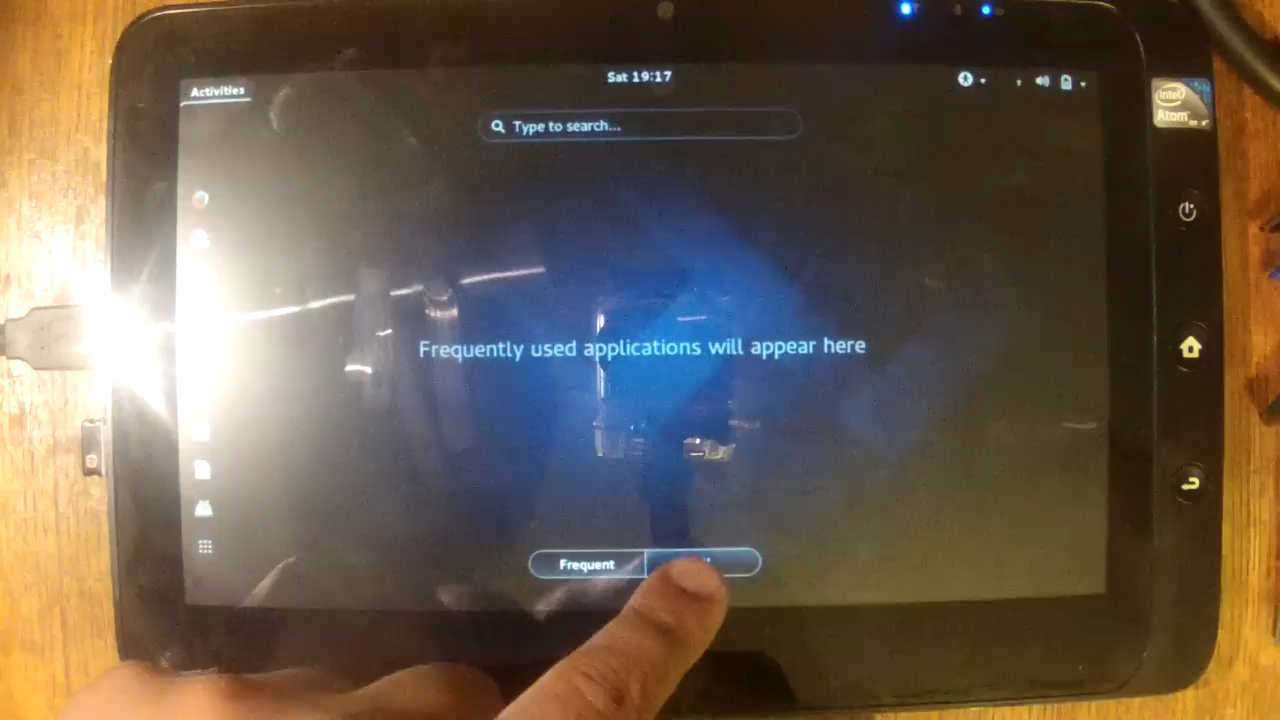 Sat 19:17
Activities
Type to search...
intel
Atom
Frequently used applications will appear here
Frequent